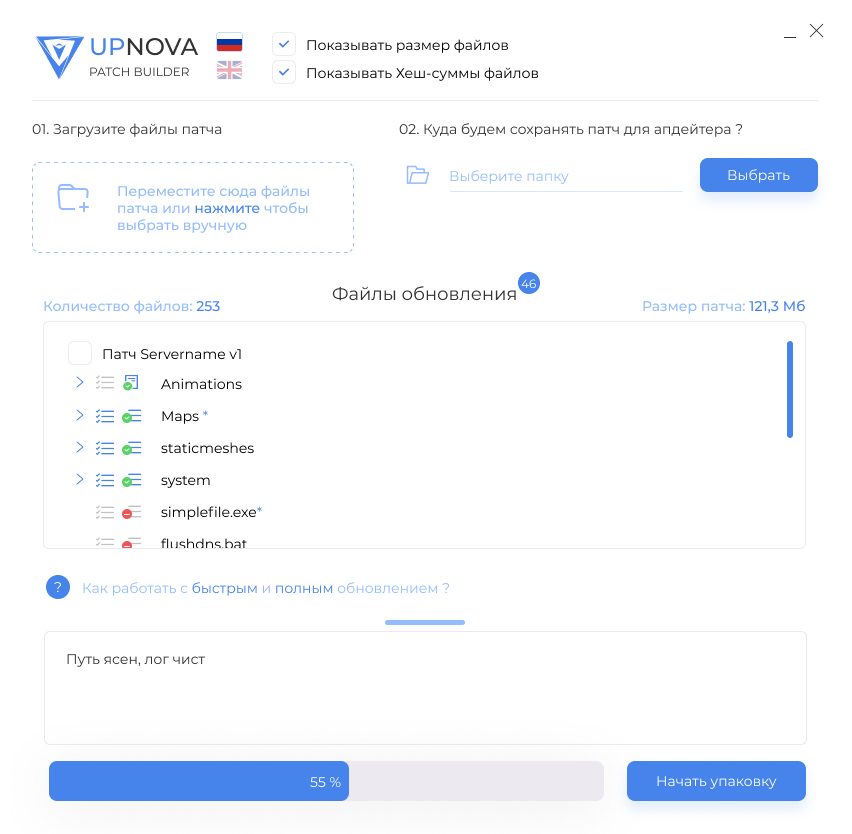 UPNOVA
PATCH BUILDER
Показывать размер файлов
Показывать Хеш-суммы файлов
01. Загрузите файлы патча
02. Куда будем сохранять патч для апдейтера ?
Переместите сюда файлы
патча или нажмите чтобы
выбрать вручную
Выберите папку
Выбрать
Количество файлов: 253
Файлы обновления 46
Размер патча: 121,3 Мб
Патч Servername v1
Animations
Maps *
staticmeshes
system
simplefile.exe*
flushdns.bat
? Как работать с быстрым и полным обновлением ?
Путь ясен, лог чист
55 %
Начать упаковку